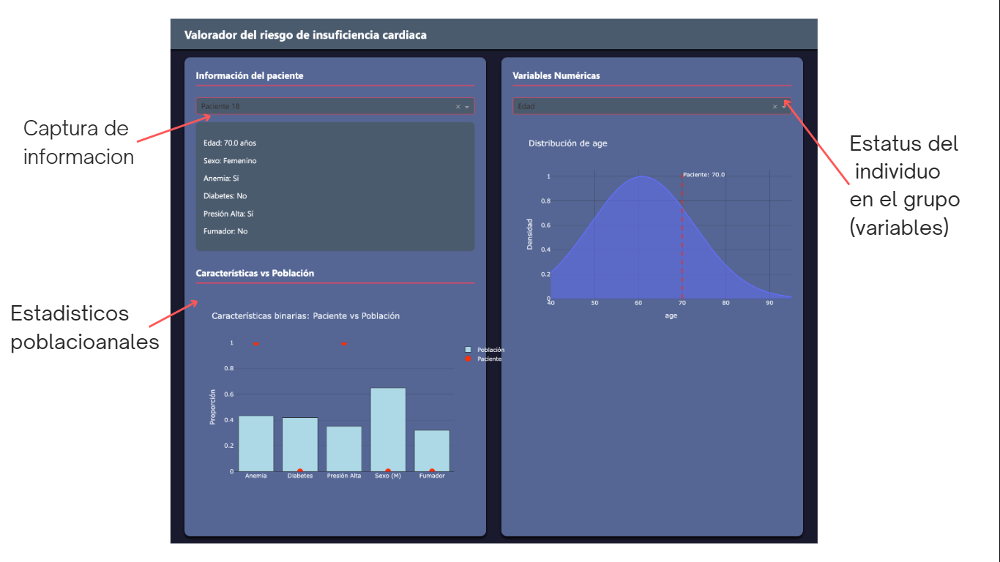 Valorador del riesgo de insuficiencia cardiaca
Información del paciente
Paciente 18
Edad: 70.0 años
Sexo: Femenino
Anemia: Sí
Diabetes: No
Presión Alta: Sí
Fumador: No
Características vs Población
Características binarias: Paciente vs Población
1
0.8
0.6
0.4
0.2
0
Proporción
Anemia Diabetes Presión Alta Sexo (M) Fumador
Población
Paciente
Variables Numéricas
Edad
Distribución de age
Paciente: 70.0
1
0.8
0.6
0.4
0.2
0
Densidad
40 50 60 70 80 90
age
Captura de
informacion
Estadisticos
poblacioanales
Estatus del
individuo
en el grupo
(variables)